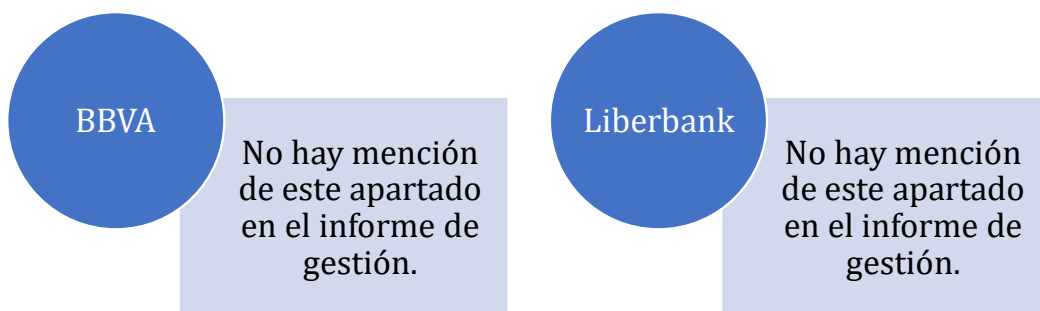 BBVA
No hay mención
de este apartado
en el informe de
gestión.
Liberbank
No hay mención
de este apartado
en el informe de
gestión.